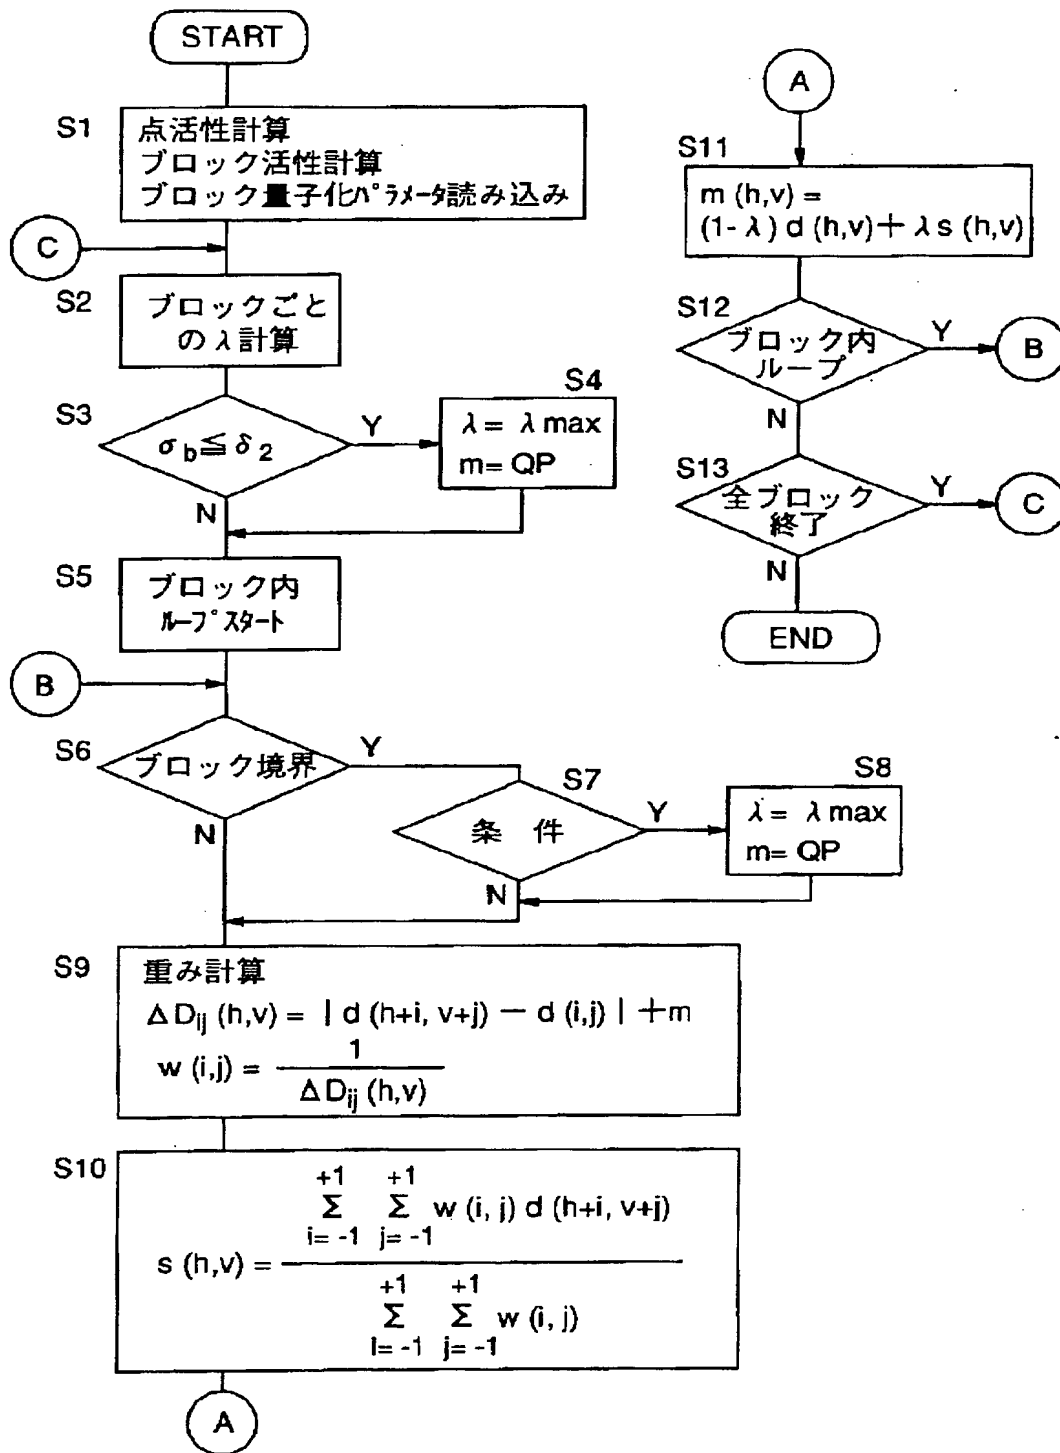 START
S1
点活性計算
ブロック活性計算
ブロック量子化パラメータ読み込み
C
S2
ブロックごと
のλ計算
S3
σb≦δ2
Y
N
S4
λ= λmax
m= QP
S5
ブロック内
ループスタート
B
S6
ブロック境界
Y
N
S7
条 件
Y
N
S8
λ= λmax
m= QP
S9
重み計算
ΔDij (h,v) = | d (h+i, v+j) − d (i,j) | +m
w (i,j) = 1 / ΔDij (h,v)
S10
s (h,v) =
+1 +1
Σ Σ w (i, j) d (h+i, v+j)
i= -1 j= -1
+1 +1
Σ Σ w (i, j)
i= -1 j= -1
A
A
S11
m (h,v) =
(1- λ) d (h,v)+ λs (h,v)
S12
ブロック内
ループ
Y
B
N
S13
全ブロック
終了
Y
C
N
END